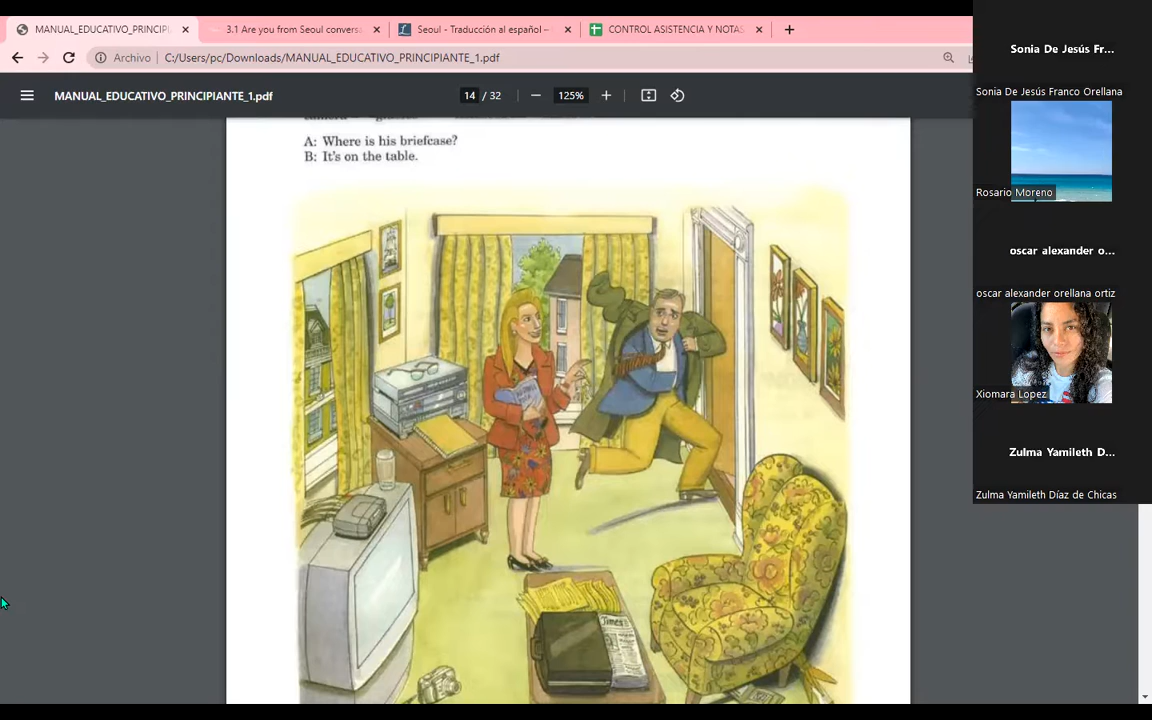 MANUAL_EDUCATIVO_PRINCIPI
3.1 Are you from Seoul convers
Seoul - Traducción al español –
CONTROL ASISTENCIA Y NOTAS
Archivo
C:/Users/pc/Downloads/MANUAL_EDUCATIVO_PRINCIPIANTE_1.pdf
MANUAL_EDUCATIVO_PRINCIPIANTE_1.pdf
14 / 32
125%
A: Where is his briefcase?
B: It's on the table.
Times
Sonia De Jesús Fr...
Sonia De Jesús Franco Orellana
Rosario Moreno
oscar alexander o...
oscar alexander orellana ortiz
Xiomara Lopez
Zulma Yamileth D...
Zulma Yamileth Díaz de Chicas